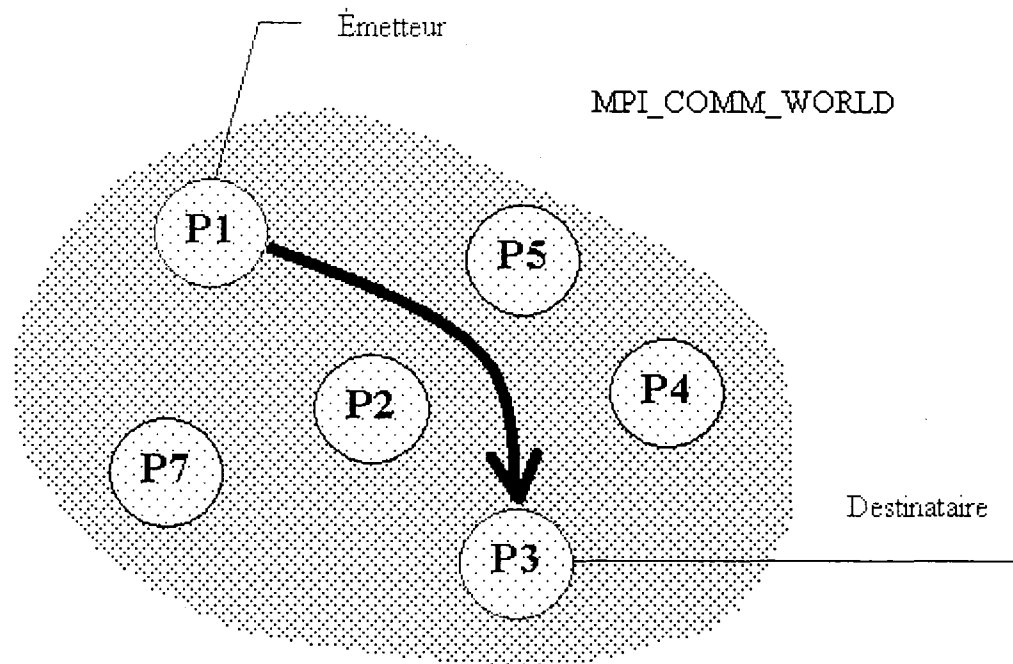 Émetteur
MPI_COMM_WORLD
P1
P5
P4
P2
P7
Destinataire
P3